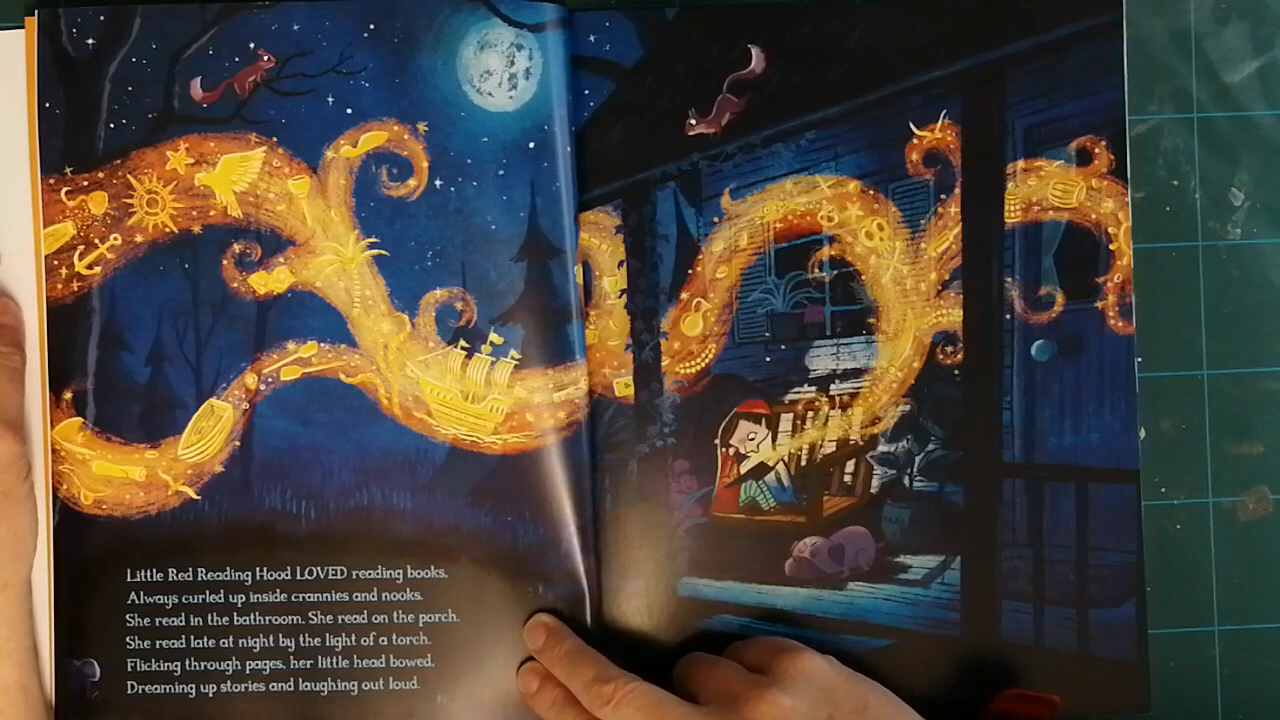 Little Red Reading Hood LOVED reading books,
Always curled up inside crannies and nooks.
She read in the bathroom. She read on the porch.
She read late at night by the light of a torch.
Flicking through pages, her little head bowed,
Dreaming up stories and laughing out loud.